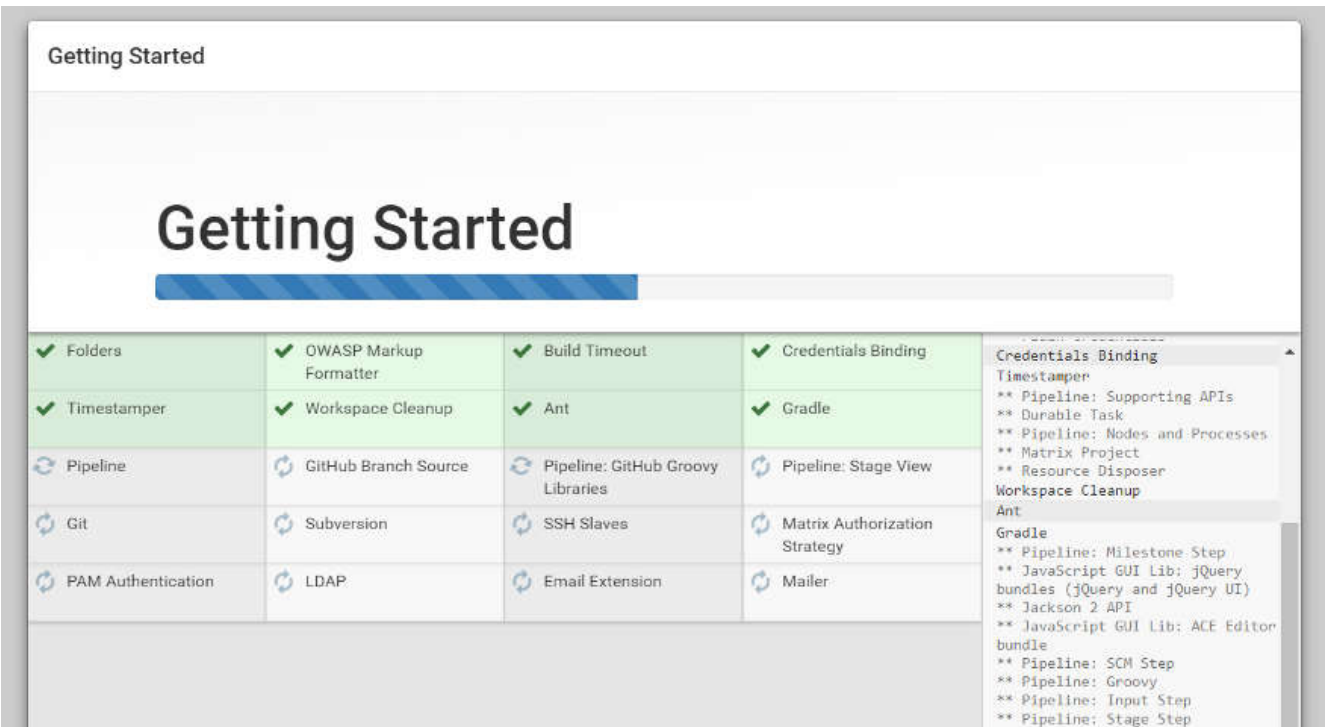 Getting Started
Getting Started
Folders
OWASP Markup
Formatter
Build Timeout
Credentials Binding
Timestamper
Workspace Cleanup
Ant
Gradle
Pipeline
GitHub Branch Source
Pipeline: GitHub Groovy
Libraries
Pipeline: Stage View
Git
Subversion
SSH Slaves
Matrix Authorization
Strategy
PAM Authentication
LDAP
Email Extension
Mailer
Credentials Binding
Timestamper
** Pipeline: Supporting APIs
** Durable Task
** Pipeline: Nodes and Processes
** Matrix Project
** Resource Disposer
Workspace Cleanup
Ant
Gradle
** Pipeline: Milestone Step
** JavaScript GUI Lib: jQuery
bundles (jQuery and jQuery UI)
** Jackson 2 API
** JavaScript GUI Lib: ACE Editor
bundle
** Pipeline: SCM Step
** Pipeline: Groovy
** Pipeline: Input Step
** Pipeline: Stage Step